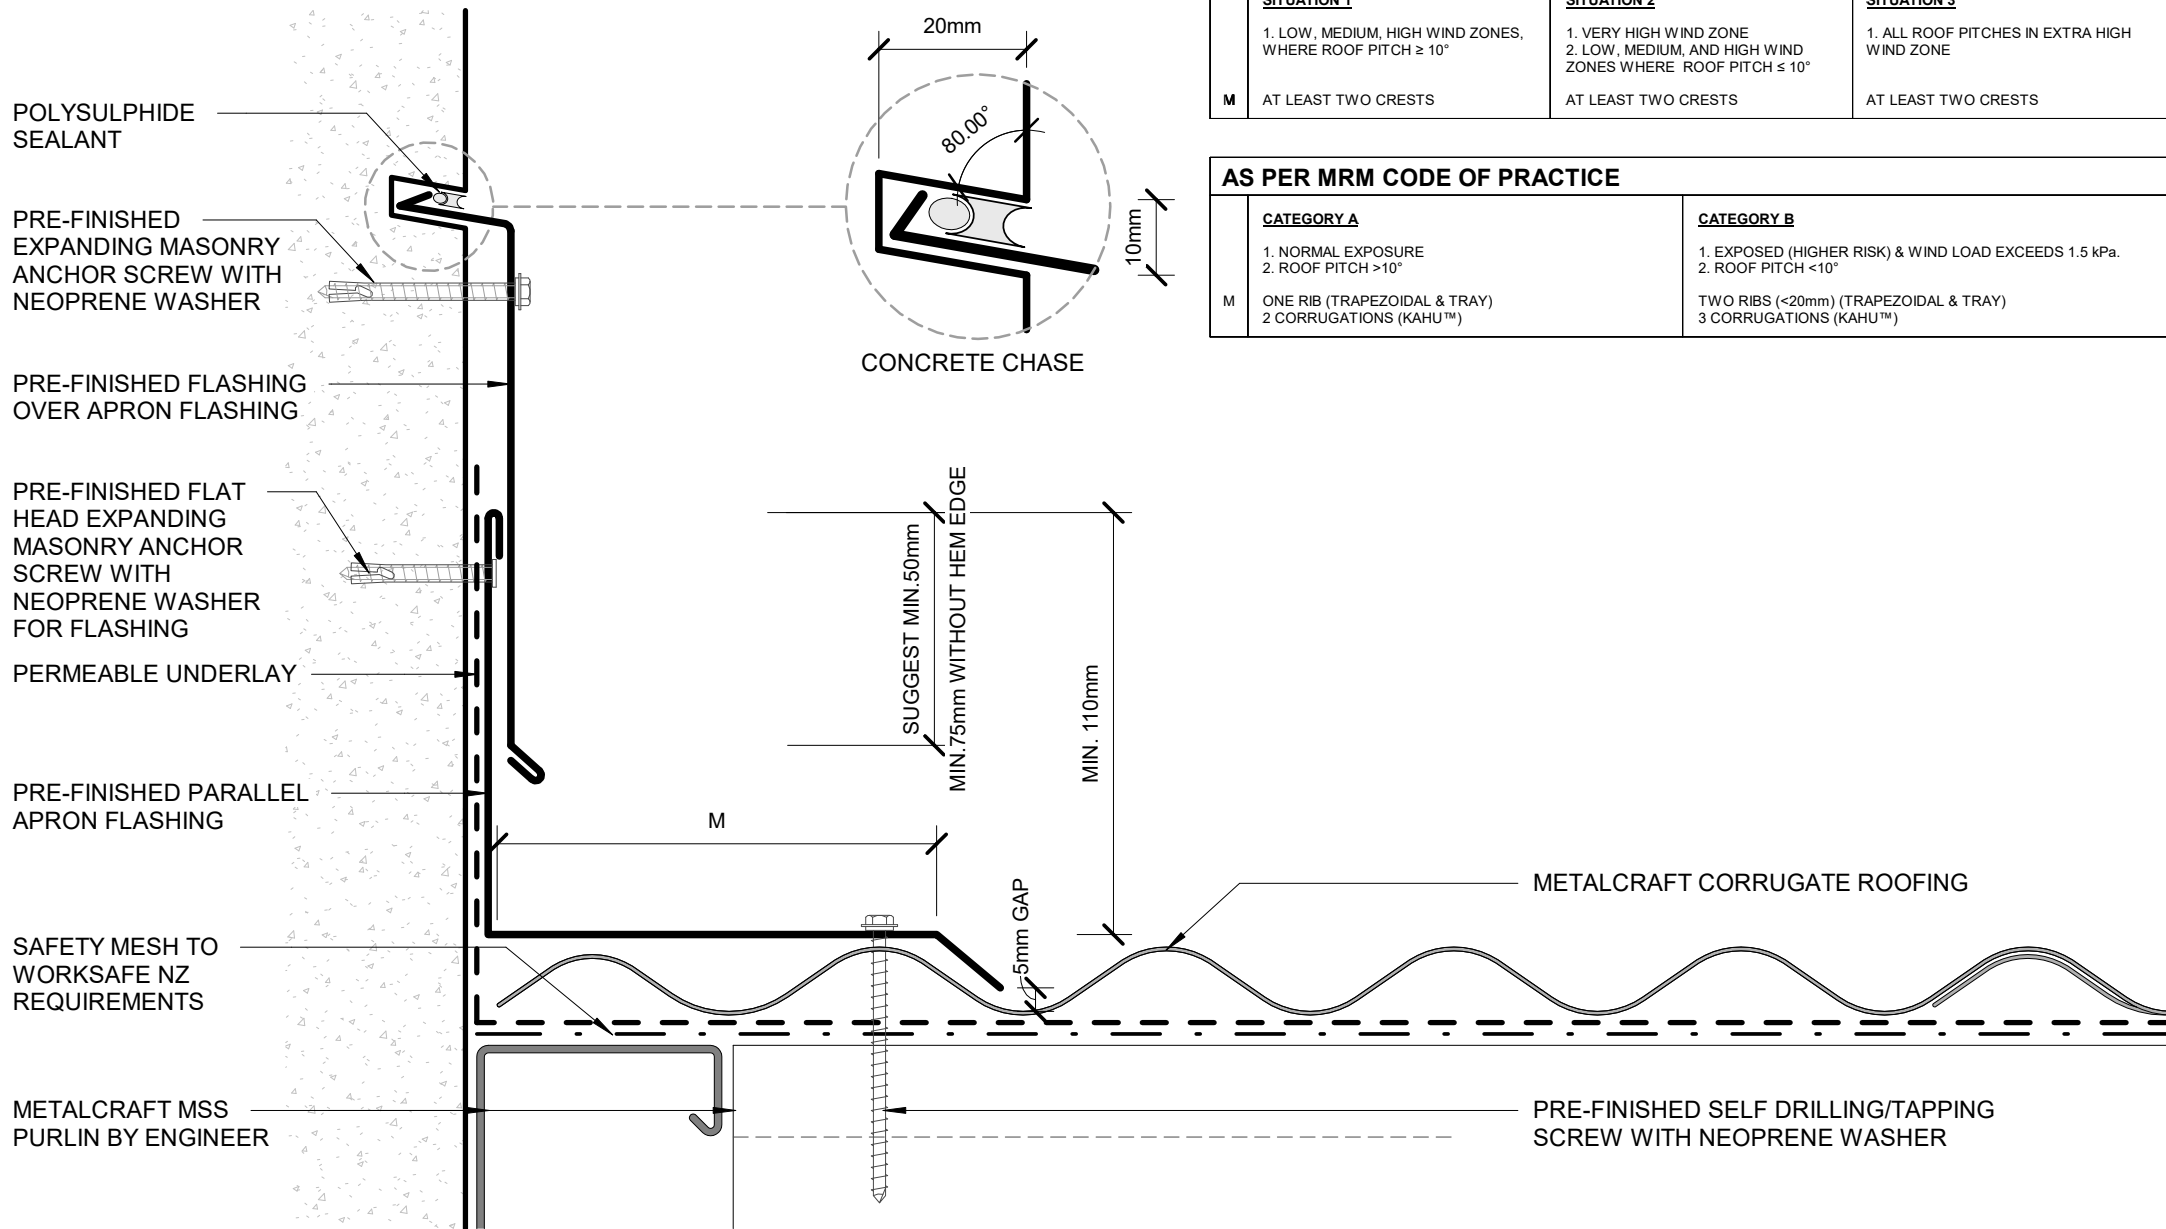 SITUATION 1
1. LOW, MEDIUM, HIGH WIND ZONES,
WHERE ROOF PITCH ≥ 10°
SITUATION 2
1. VERY HIGH WIND ZONE
2. LOW, MEDIUM, AND HIGH WIND
ZONES WHERE ROOF PITCH ≤ 10°
SITUATION 3
1. ALL ROOF PITCHES IN EXTRA HIGH
WIND ZONE
M
AT LEAST TWO CRESTS
AT LEAST TWO CRESTS
AT LEAST TWO CRESTS
AS PER MRM CODE OF PRACTICE
CATEGORY A
1. NORMAL EXPOSURE
2. ROOF PITCH >10°
CATEGORY B
1. EXPOSED (HIGHER RISK) & WIND LOAD EXCEEDS 1.5 kPa.
2. ROOF PITCH <10°
M
ONE RIB (TRAPEZOIDAL & TRAY)
2 CORRUGATIONS (KAHU™)
TWO RIBS (<20mm) (TRAPEZOIDAL & TRAY)
3 CORRUGATIONS (KAHU™)
20mm
80.00°
10mm
CONCRETE CHASE
POLYSULPHIDE
SEALANT
PRE-FINISHED
EXPANDING MASONRY
ANCHOR SCREW WITH
NEOPRENE WASHER
PRE-FINISHED FLASHING
OVER APRON FLASHING
PRE-FINISHED FLAT
HEAD EXPANDING
MASONRY ANCHOR
SCREW WITH
NEOPRENE WASHER
FOR FLASHING
PERMEABLE UNDERLAY
PRE-FINISHED PARALLEL
APRON FLASHING
SAFETY MESH TO
WORKSAFE NZ
REQUIREMENTS
METALCRAFT MSS
PURLIN BY ENGINEER
SUGGEST MIN.50mm
MIN.75mm WITHOUT HEM EDGE
MIN. 110mm
M
5mm GAP
METALCRAFT CORRUGATE ROOFING
PRE-FINISHED SELF DRILLING/TAPPING
SCREW WITH NEOPRENE WASHER